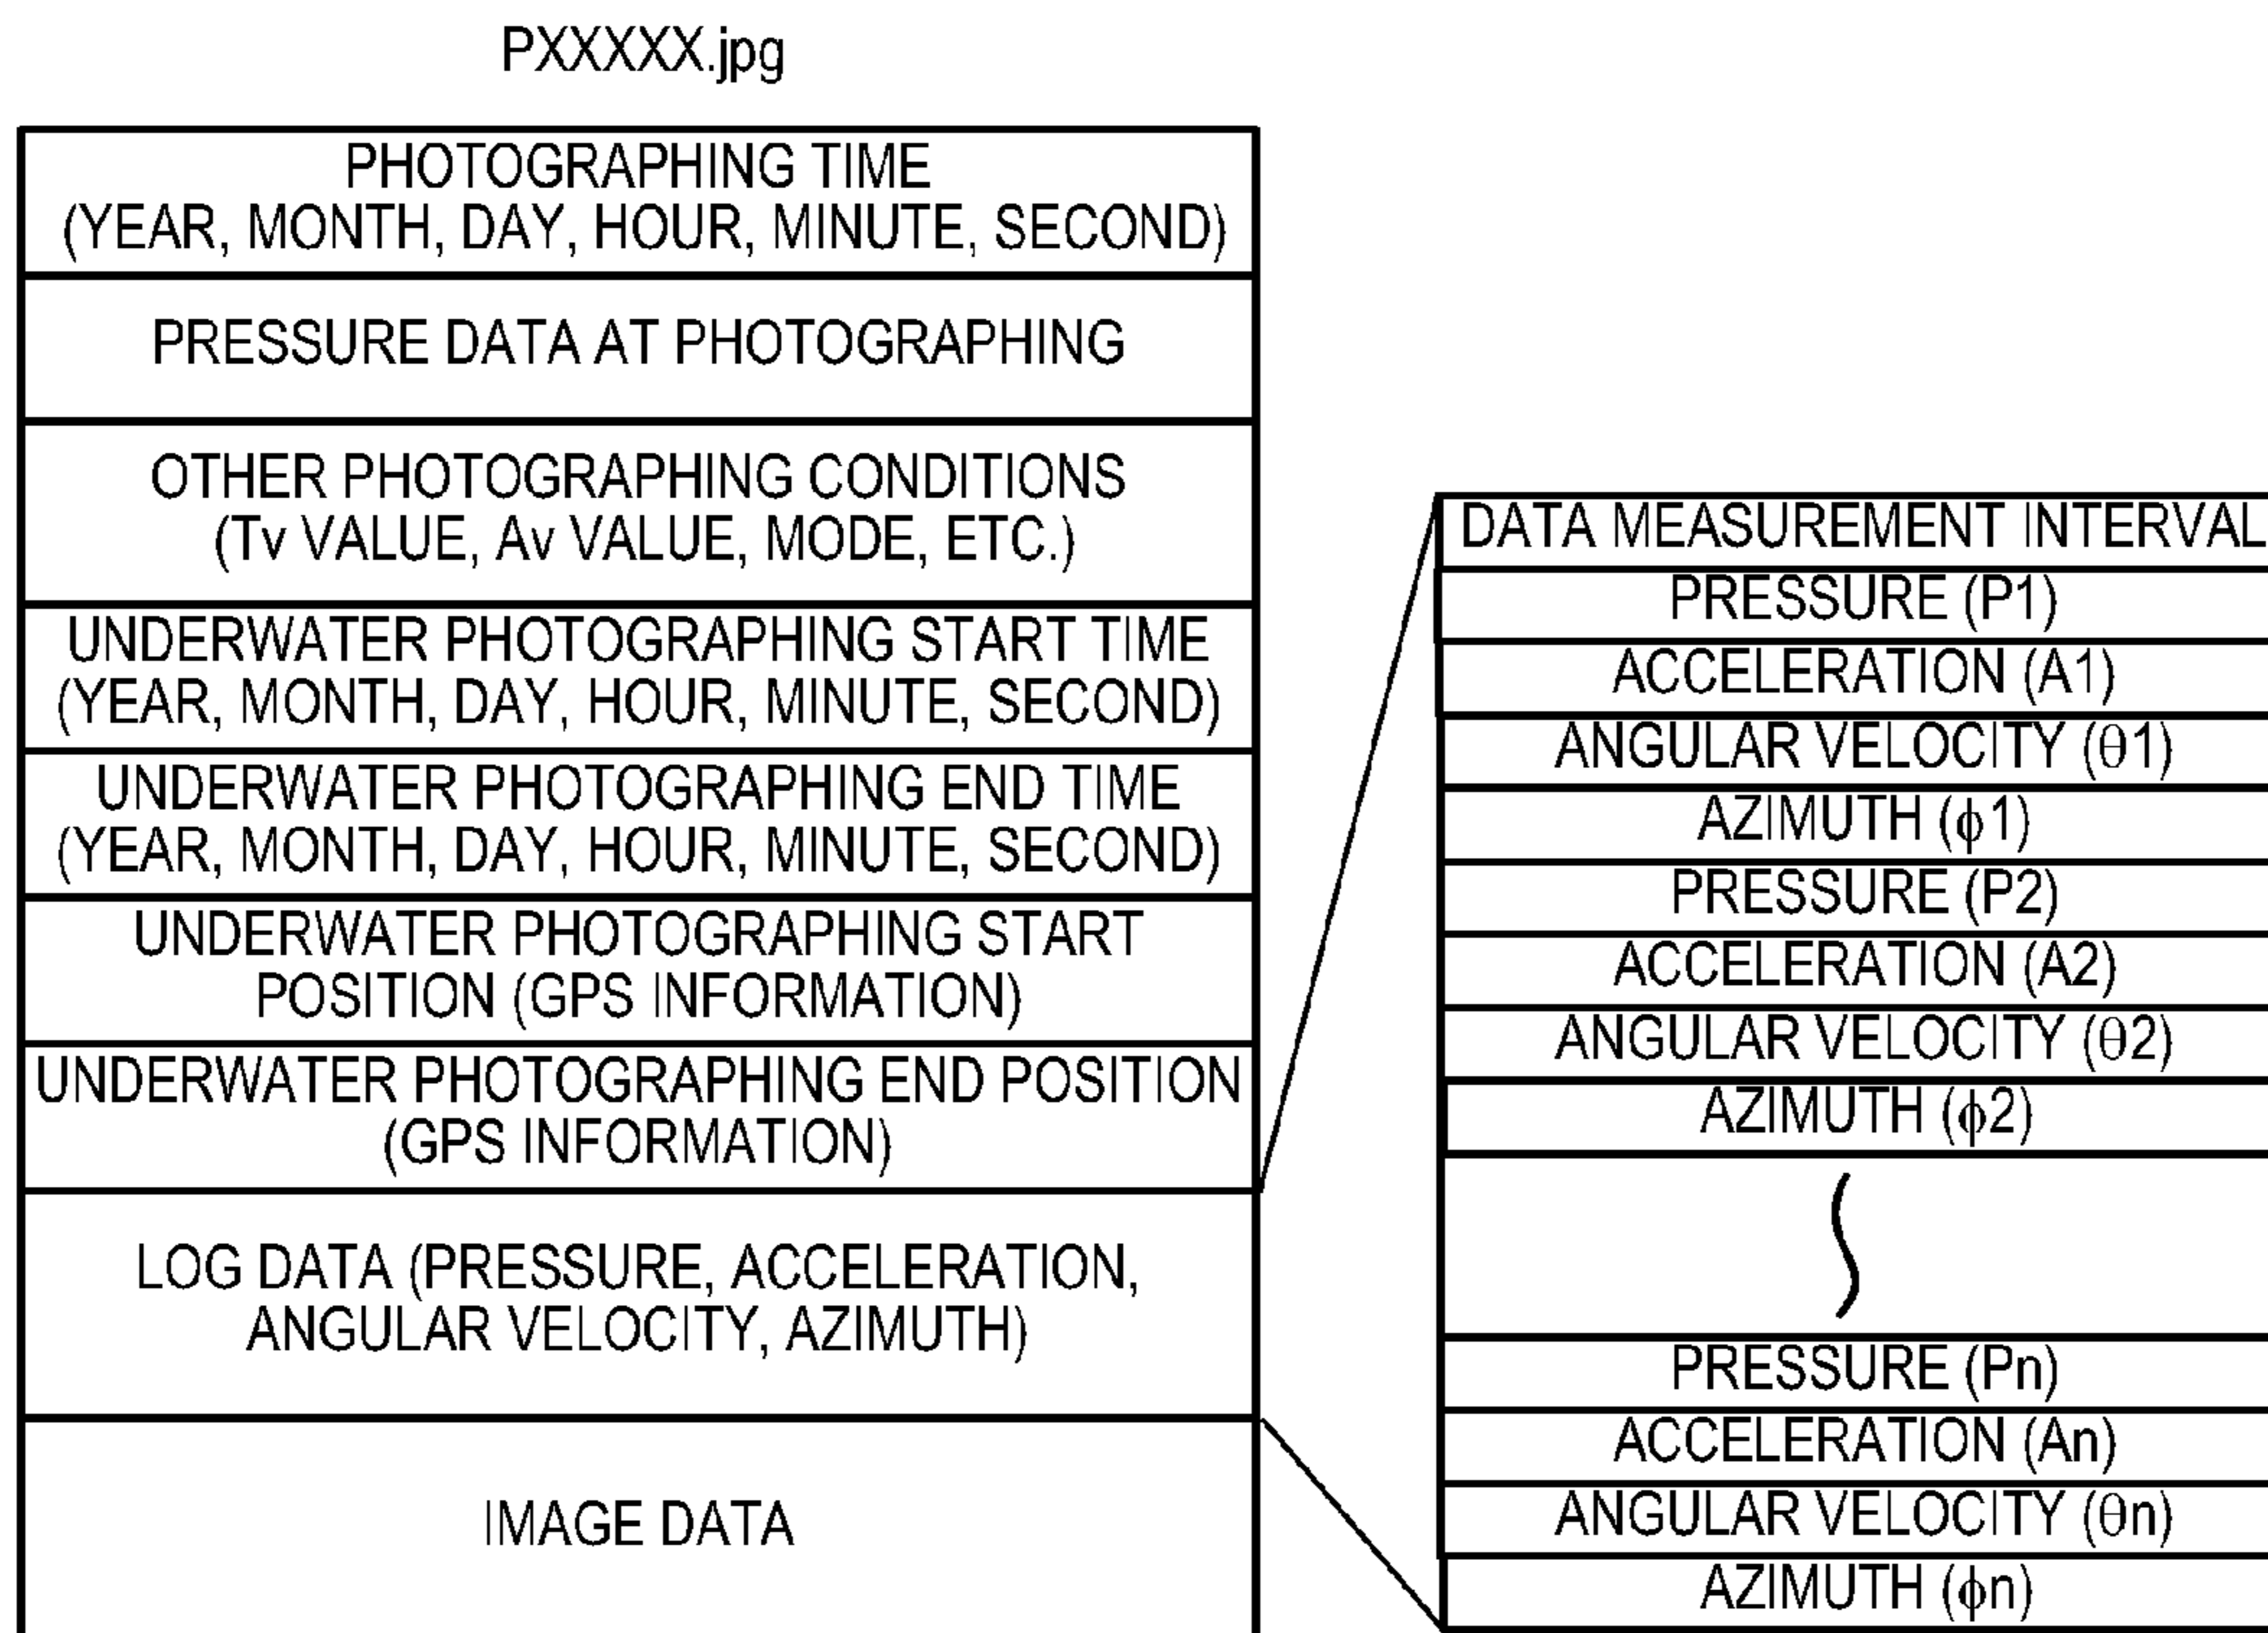 PXXXXX.jpg
PHOTOGRAPHING TIME
(YEAR, MONTH, DAY, HOUR, MINUTE, SECOND)
PRESSURE DATA AT PHOTOGRAPHING
OTHER PHOTOGRAPHING CONDITIONS
(Tv VALUE, Av VALUE, MODE, ETC.)
UNDERWATER PHOTOGRAPHING START TIME
(YEAR, MONTH, DAY, HOUR, MINUTE, SECOND)
UNDERWATER PHOTOGRAPHING END TIME
(YEAR, MONTH, DAY, HOUR, MINUTE, SECOND)
UNDERWATER PHOTOGRAPHING START
POSITION (GPS INFORMATION)
UNDERWATER PHOTOGRAPHING END POSITION
(GPS INFORMATION)
LOG DATA (PRESSURE, ACCELERATION,
ANGULAR VELOCITY, AZIMUTH)
IMAGE DATA
DATA MEASUREMENT INTERVAL
PRESSURE (P1)
ACCELERATION (A1)
ANGULAR VELOCITY (θ1)
AZIMUTH (ϕ1)
PRESSURE (P2)
ACCELERATION (A2)
ANGULAR VELOCITY (θ2)
AZIMUTH (ϕ2)
PRESSURE (Pn)
ACCELERATION (An)
ANGULAR VELOCITY (θn)
AZIMUTH (ϕn)